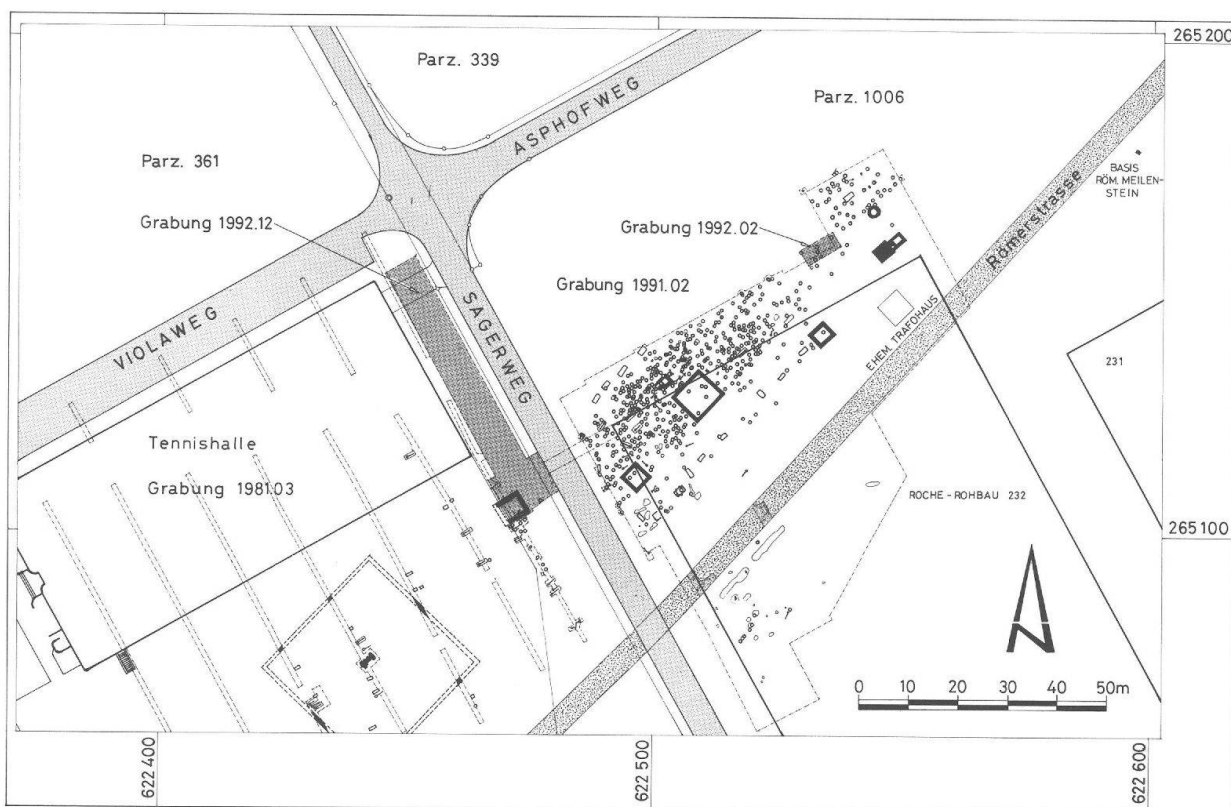 265 200
Parz. 339
Parz. 1006
Parz. 361
ASPHOFWEG
BASIS
RÖM. MEILEN-
STEIN
Grabung 1992.12
Grabung 1992.02
Römerstrasse
Grabung 1991.02
VIOLAWEG
SAGERWEG
EHEM. TRAFOHAUS
231
Tennishalle
Grabung 1981.03
ROCHE-ROHBAU 232
265 100
N
0 10 20 30 40 50m
622 400
622 500
622 600